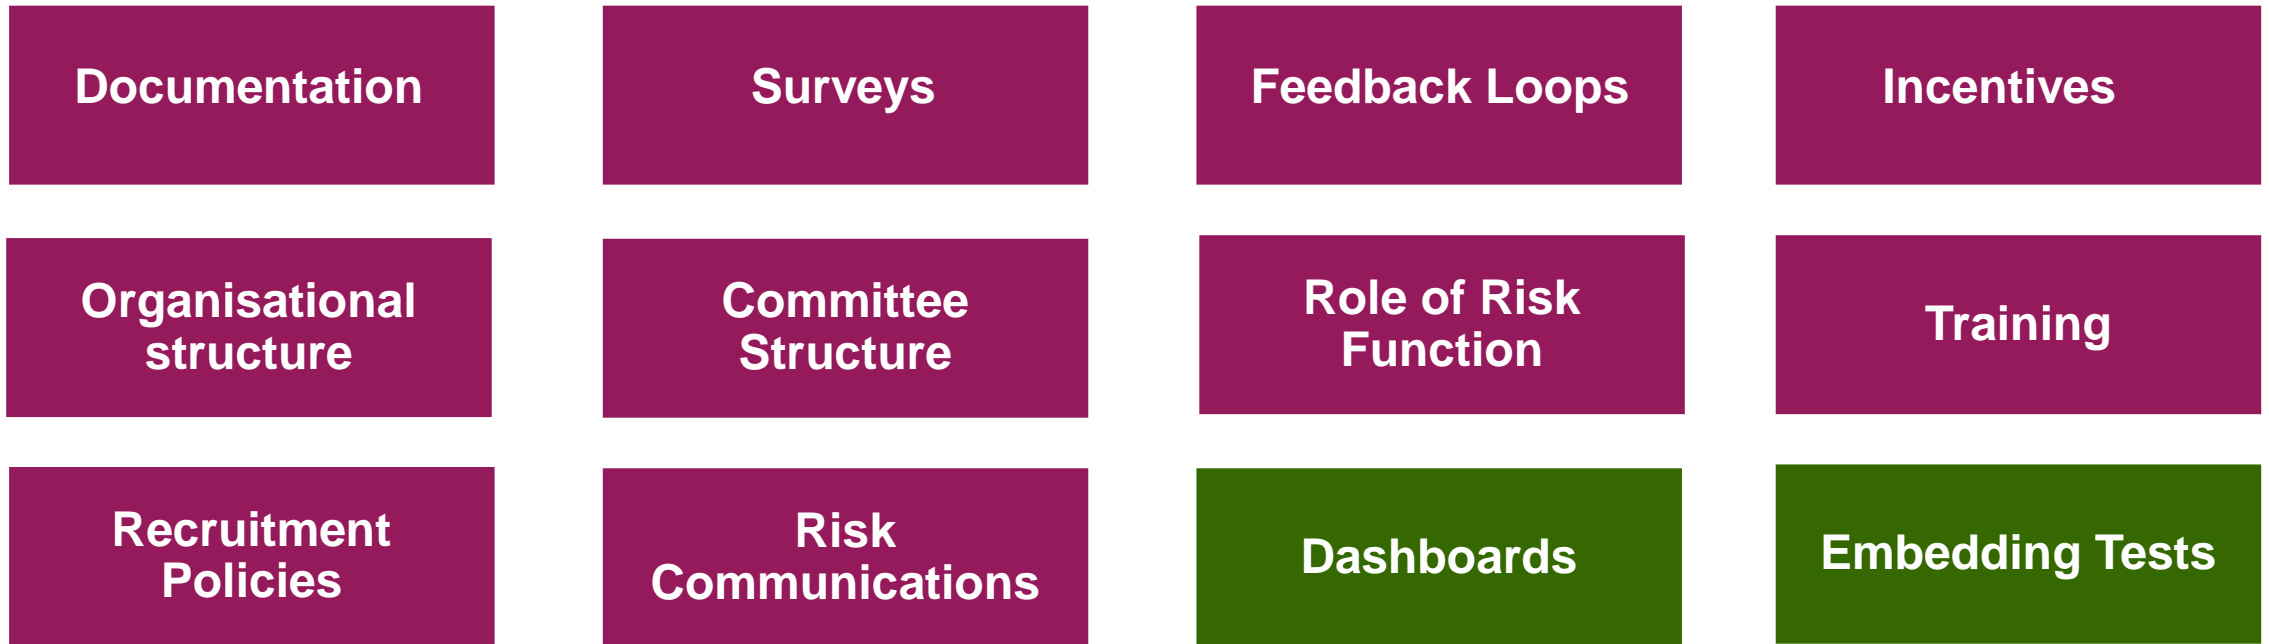 Documentation
Surveys
Feedback Loops
Incentives
Organisational
structure
Committee
Structure
Role of Risk
Function
Training
Recruitment
Policies
Risk
Communications
Dashboards
Embedding Tests